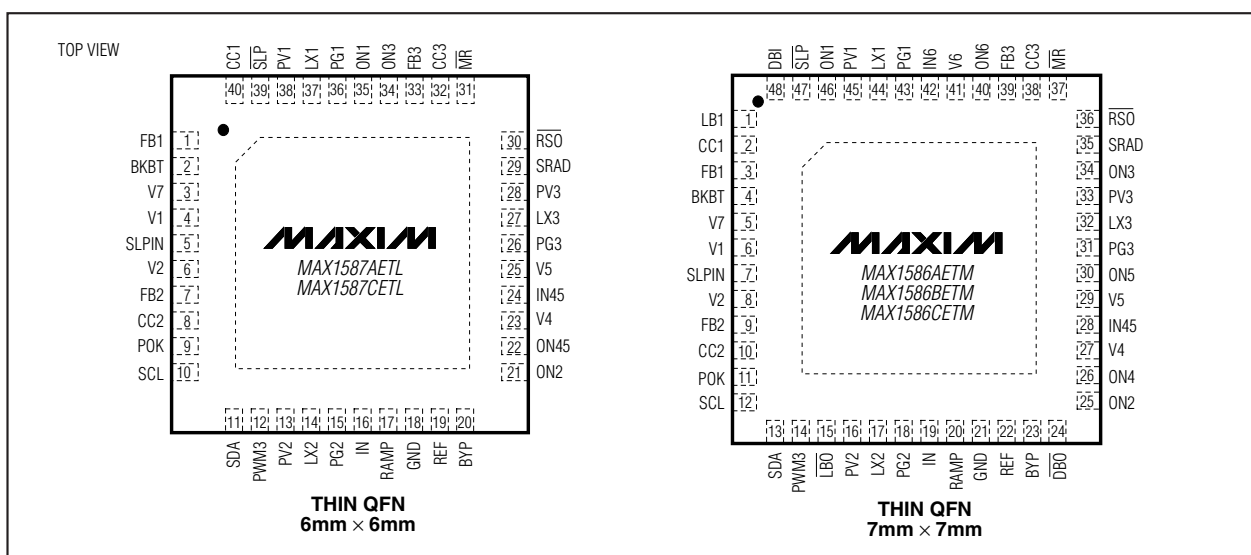 TOP VIEW
CC1 SLP PV1 LX1 PG1 ON1 ON3 FB3 CC3 MR
40 39 38 37 36 35 34 33 32 31
FB1 1
BKBT 2
V7 3
V1 4
SLPIN 5
V2 6
FB2 7
CC2 8
POK 9
SCL 10
MAXIM
MAX1587AETL
MAX1587CETL
30 RSO
29 SRAD
28 PV3
27 LX3
26 PG3
25 V5
24 IN45
23 V4
22 ON45
21 ON2
11 12 13 14 15 16 17 18 19 20
SDA PWM3 PV2 LX2 PG2 IN RAMP GND REF BYP
THIN QFN
6mm × 6mm
DBI SLP ON1 PV1 LX1 PG1 IN6 V6 ON6 FB3 CC3 MR
48 47 46 45 44 43 42 41 40 39 38 37
LB1 1
CC1 2
FB1 3
BKBT 4
V7 5
V1 6
SLPIN 7
V2 8
FB2 9
CC2 10
POK 11
SCL 12
MAXIM
MAX1586AETM
MAX1586BETM
MAX1586CETM
36 RSO
35 SRAD
34 ON3
33 PV3
32 LX3
31 PG3
30 ON5
29 V5
28 IN45
27 V4
26 ON4
25 ON2
13 14 15 16 17 18 19 20 21 22 23 24
SDA PWM3 LBO PV2 LX2 PG2 IN RAMP GND REF BYP DBO
THIN QFN
7mm × 7mm